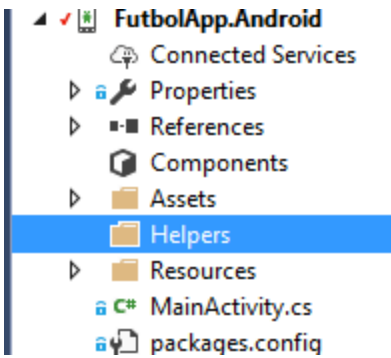 FutbolApp.Android
Connected Services
Properties
References
Components
Assets
Helpers
Resources
C# MainActivity.cs
packages.config